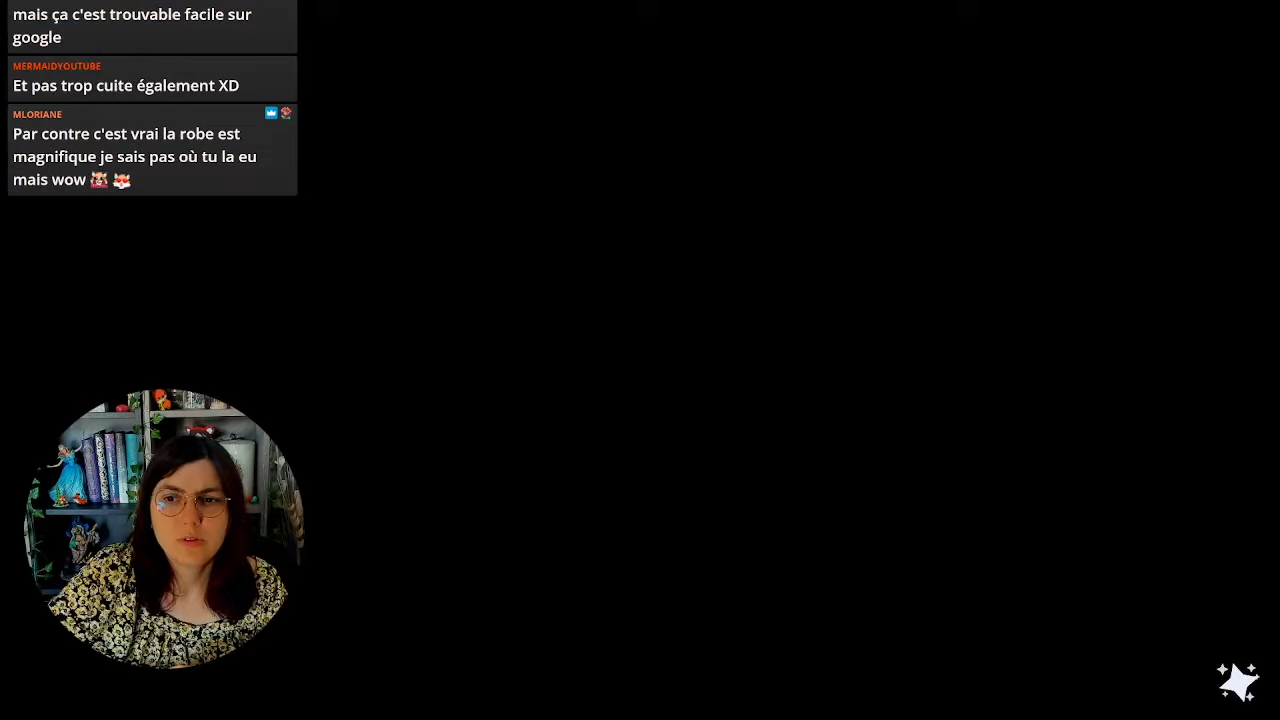 mais ça c'est trouvable facile sur
google
MERMAIDYOUTUBE
Et pas trop cuite également XD
MLORIANE
Par contre c'est vrai la robe est
magnifique je sais pas où tu la eu
mais wow